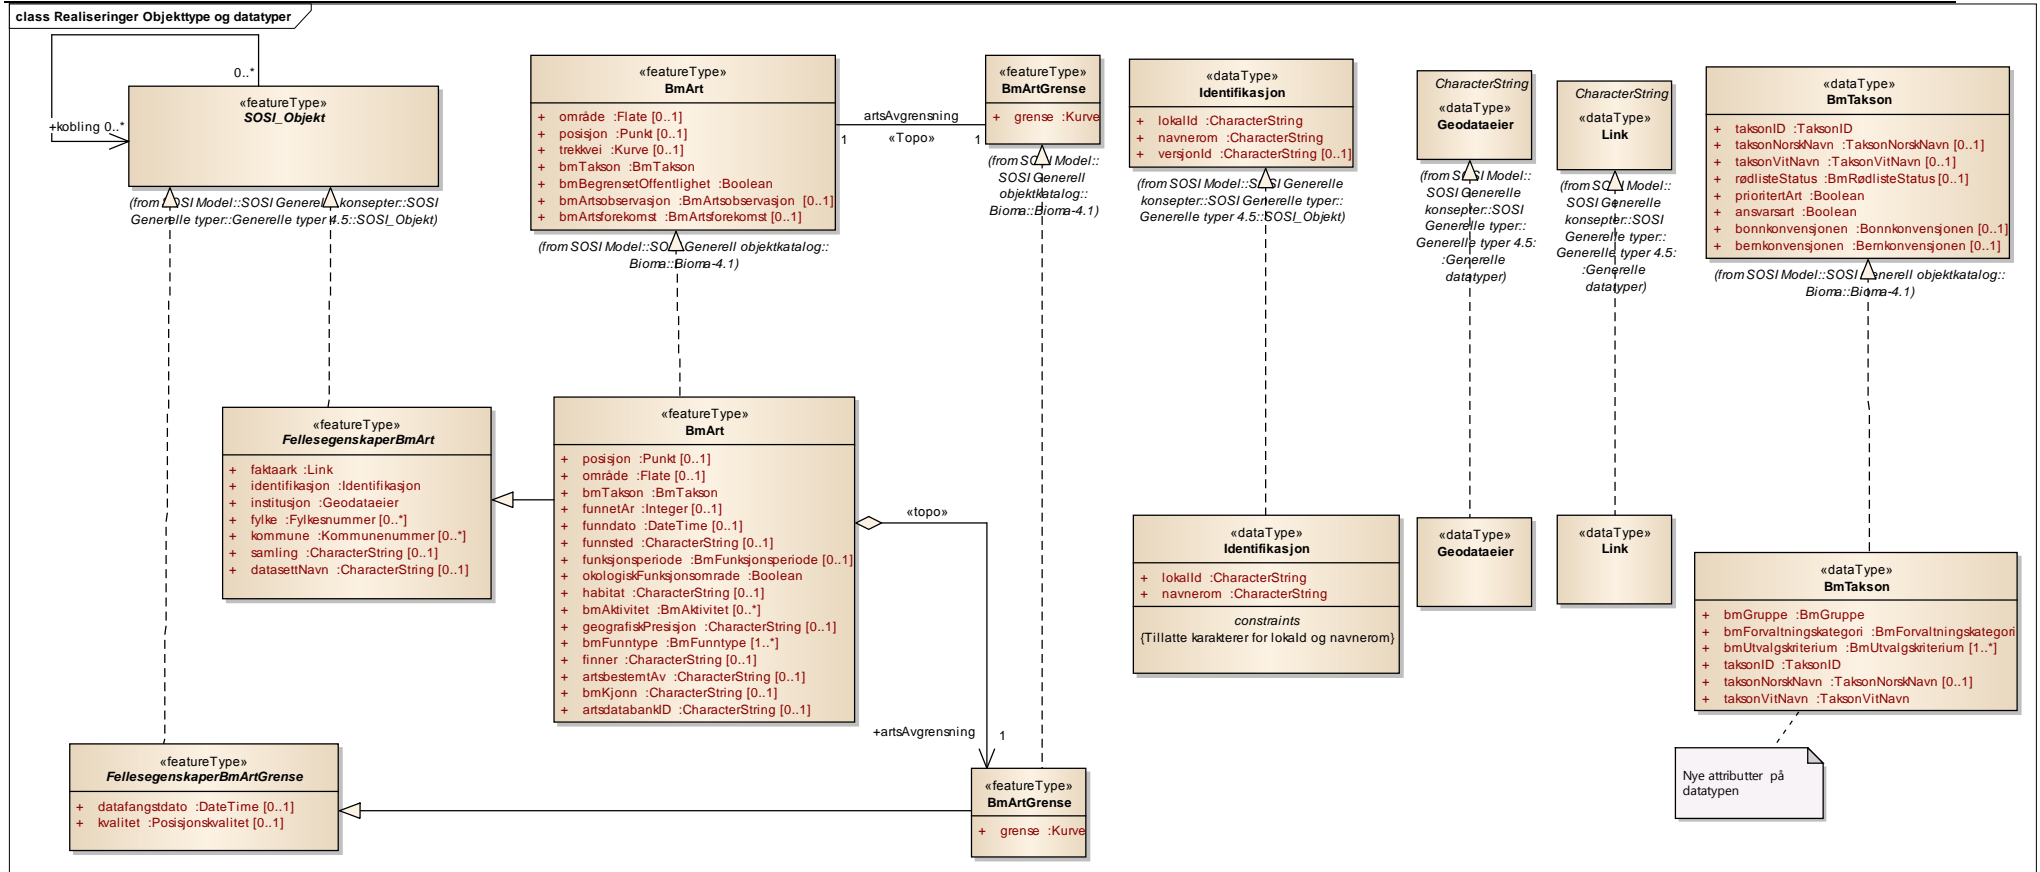 class Realiseringer Objekttype og datatyper
0..*
+kobling 0..*
«featureType»
SOSI_Objekt
(from SOSI Model::SOSI Generelle konsepter::SOSI
Generelle typer::Generelle typer 4.5::SOSI_Objekt)
«featureType»
BmArt
+ område :Flate [0..1]
+ posisjon :Punkt [0..1]
+ trekkvei :Kurve [0..1]
+ bmTakson :BmTakson
+ bmBegrensetOffentlighet :Boolean
+ bmArtsobservasjon :BmArtsobservasjon [0..1]
+ bmArtsforekomst :BmArtsforekomst [0..1]
(from SOSI Model::SOSI Generell objektkatalog::
Bioma::Bioma-4.1)
artsAvgrensning
1
«Topo»
1
«featureType»
BmArtGrense
+ grense :Kurve
(from SOSI Model::
SOSI Generell
objektkatalog::
Bioma::Bioma-4.1)
«dataType»
Identifikasjon
+ lokalId :CharacterString
+ navnerom :CharacterString
+ versjonId :CharacterString [0..1]
(from SOSI Model::SOSI Generelle
konsepter::SOSI Generelle typer::
Generelle typer 4.5::SOSI_Objekt)
CharacterString
«dataType»
Geodataeier
(from SOSI Model::
SOSI Generelle
konsepter::SOSI
Generelle typer::
Generelle typer 4.5:
:Generelle
datatyper)
CharacterString
«dataType»
Link
(from SOSI Model::
SOSI Generelle
konsepter::SOSI
Generelle typer::
Generelle typer 4.5:
:Generelle
datatyper)
«dataType»
BmTakson
+ taksonID :TaksonID
+ taksonNorskNavn :TaksonNorskNavn [0..1]
+ taksonVitNavn :TaksonVitNavn [0..1]
+ rødlisteStatus :BmRødlisteStatus [0..1]
+ prioritertArt :Boolean
+ ansvarsart :Boolean
+ bonnkonvensjonen :Bonnkonvensjonen [0..1]
+ bernkonvensjonen :Bernkonvensjonen [0..1]
(from SOSI Model::SOSI Generell objektkatalog::
Bioma::Bioma-4.1)
«featureType»
FellesegenskaperBmArt
+ faktaark :Link
+ identifikasjon :Identifikasjon
+ institusjon :Geodataeier
+ fylke :Fylkesnummer [0..*]
+ kommune :Kommunenummer [0..*]
+ samling :CharacterString [0..1]
+ datasettNavn :CharacterString [0..1]
«featureType»
BmArt
+ posisjon :Punkt [0..1]
+ område :Flate [0..1]
+ bmTakson :BmTakson
+ funnetAr :Integer [0..1]
+ funndato :DateTime [0..1]
+ funnsted :CharacterString [0..1]
+ funksjonsperiode :BmFunksjonsperiode [0..1]
+ okologiskFunksjonsomrade :Boolean
+ habitat :CharacterString [0..1]
+ bmAktivitet :BmAktivitet [0..*]
+ geografiskPresisjon :CharacterString [0..1]
+ bmFunntype :BmFunntype [1..*]
+ finner :CharacterString [0..1]
+ artsbestemtAv :CharacterString [0..1]
+ bmKjonn :CharacterString [0..1]
+ artsdatabankID :CharacterString [0..1]
«topo»
+artsAvgrensning
1
«dataType»
Identifikasjon
+ lokalId :CharacterString
+ navnerom :CharacterString
constraints
{Tillatte karakterer for lokaId og navnerom}
«dataType»
Geodataeier
«dataType»
Link
«dataType»
BmTakson
+ bmGruppe :BmGruppe
+ bmForvaltningskategori :BmForvaltningskategori
+ bmUtvalgskriterium :BmUtvalgskriterium [1..*]
+ taksonID :TaksonID
+ taksonNorskNavn :TaksonNorskNavn [0..1]
+ taksonVitNavn :TaksonVitNavn
Nye attributter på
datatypen
«featureType»
FellesegenskaperBmArtGrense
+ datafangstdato :DateTime [0..1]
+ kvalitet :Posisjonskvalitet [0..1]
«featureType»
BmArtGrense
+ grense :Kurve